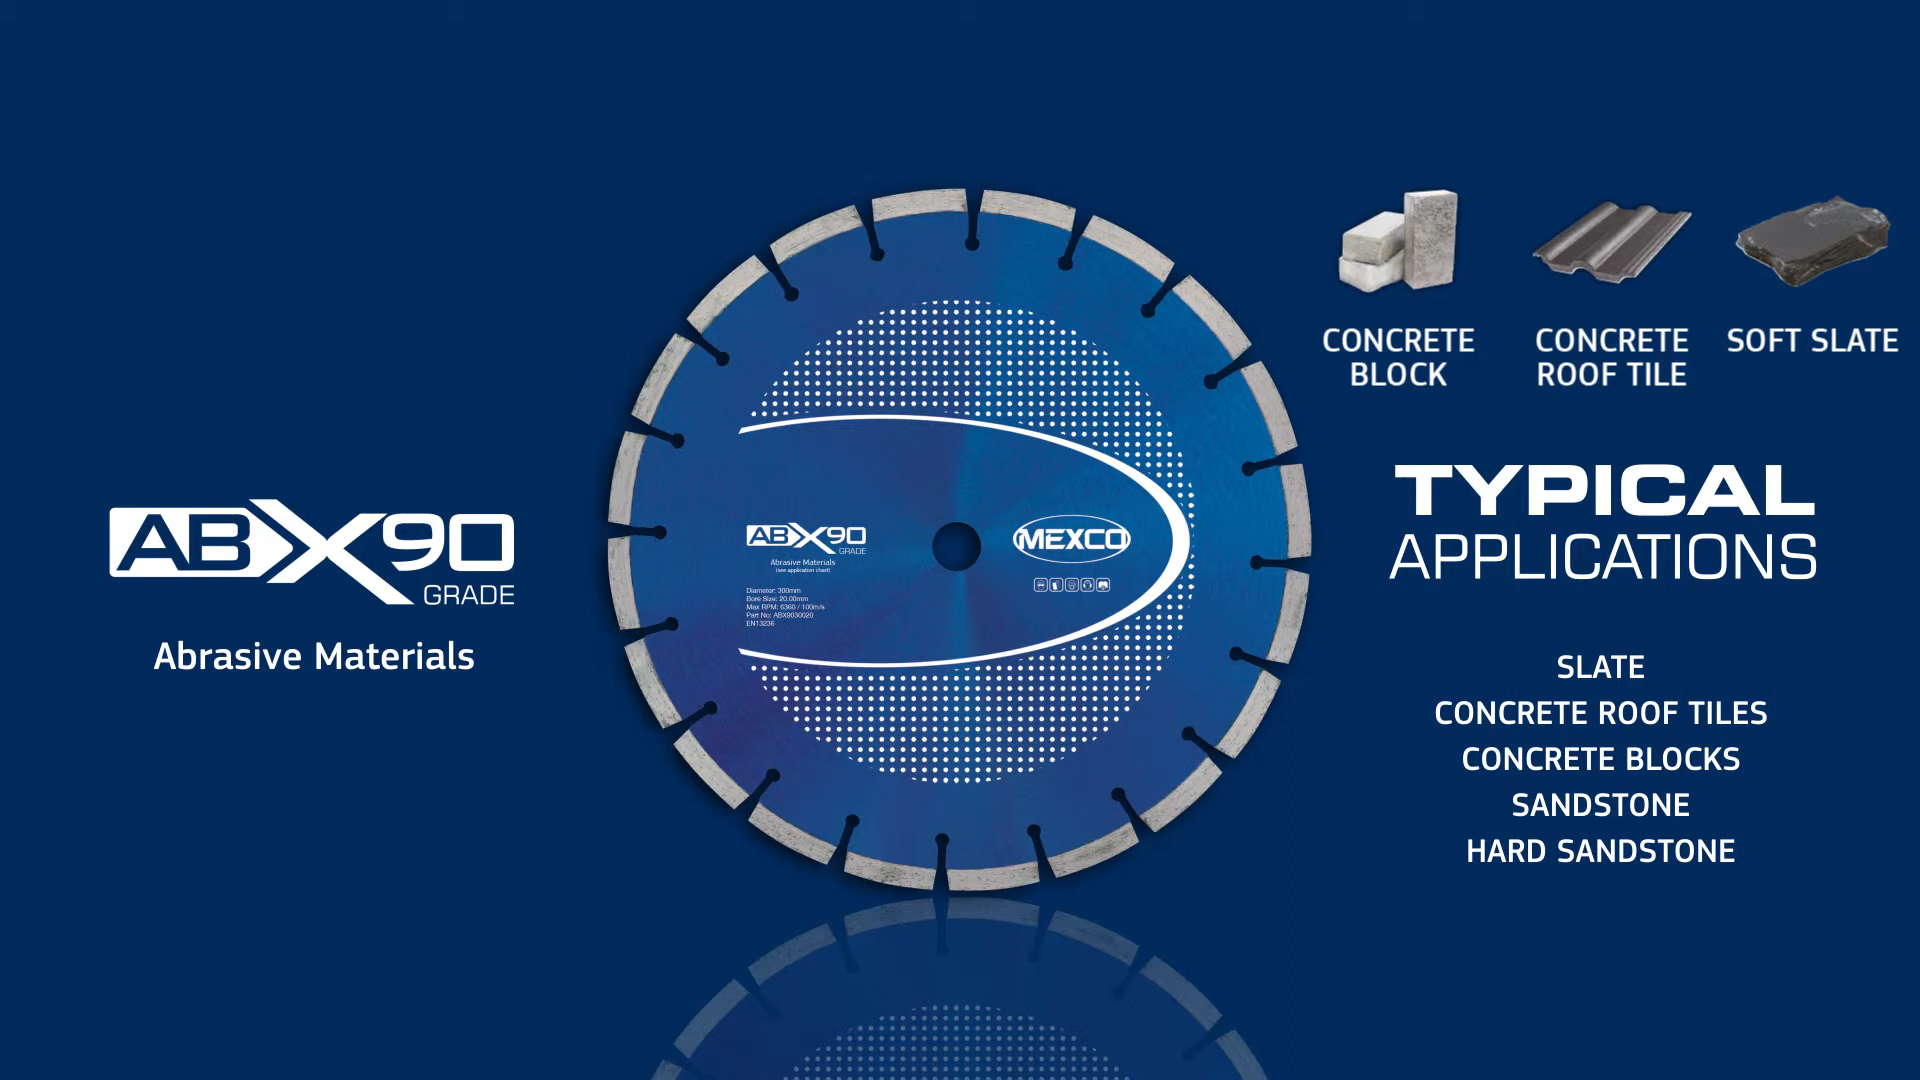 ABX90
GRADE
Abrasive Materials
ABX90
GRADE
Abrasive Materials
(see application chart)
Diameter: 300mm
Bore Size: 20.00mm
Max RPM: 6360 / 100m/s
Part No: ABX9030020
EN13236
MEXCO
CONCRETE
BLOCK
CONCRETE
ROOF TILE
SOFT SLATE
TYPICAL
APPLICATIONS
SLATE
CONCRETE ROOF TILES
CONCRETE BLOCKS
SANDSTONE
HARD SANDSTONE